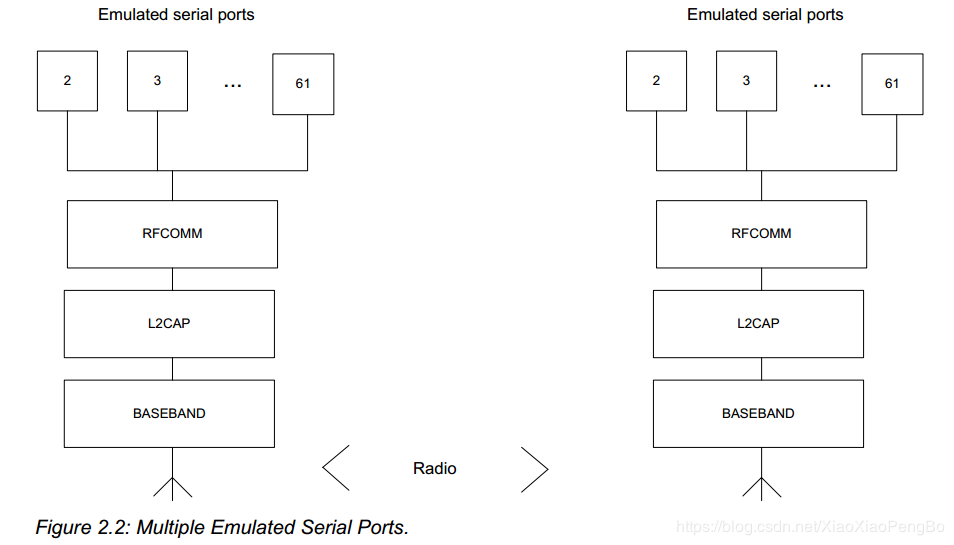 Emulated serial ports
Emulated serial ports
2
3
...
61
2
3
...
61
RFCOMM
RFCOMM
L2CAP
L2CAP
BASEBAND
BASEBAND
Radio
Figure 2.2: Multiple Emulated Serial Ports.
https://blog.csdn.net/XiaoXiaoPengBo